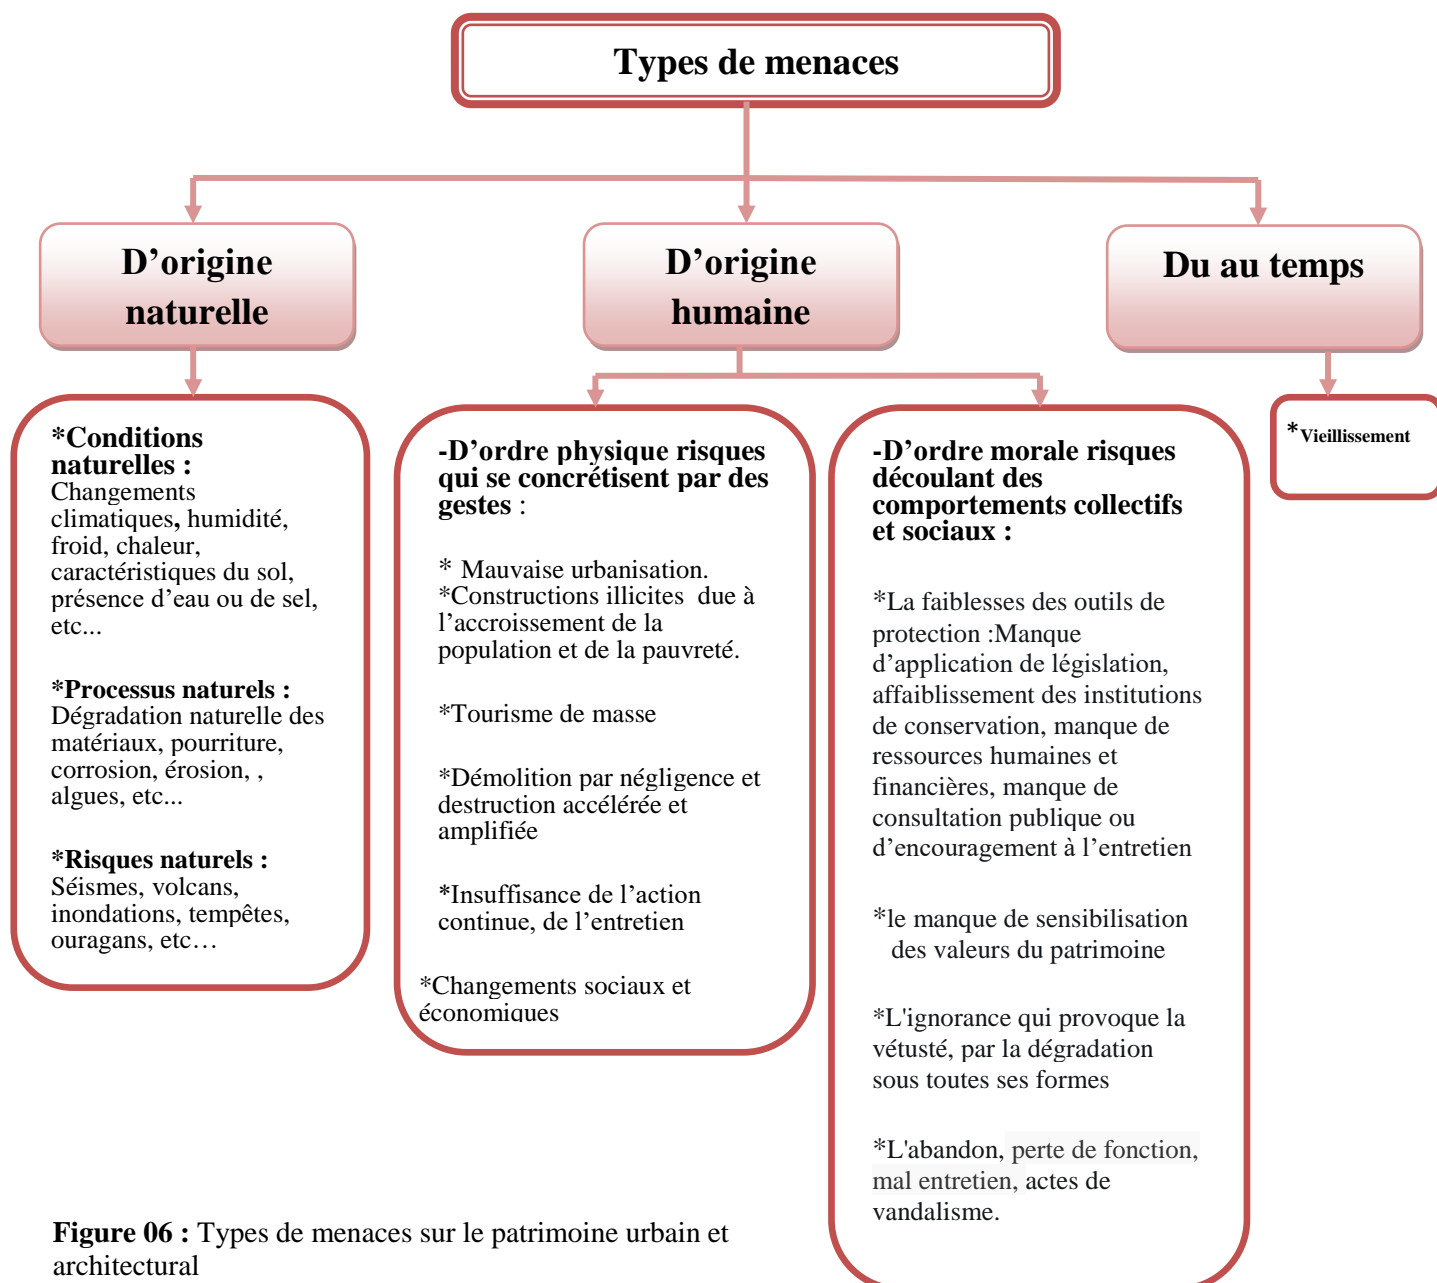 Types de menaces
D’origine
naturelle
D’origine
humaine
Du au temps
*Conditions
naturelles :
Changements
climatiques, humidité,
froid, chaleur,
caractéristiques du sol,
présence d’eau ou de sel,
etc...
*Processus naturels :
Dégradation naturelle des
matériaux, pourriture,
corrosion, érosion, ,
algues, etc...
*Risques naturels :
Séismes, volcans,
inondations, tempêtes,
ouragans, etc…
-D’ordre physique risques
qui se concrétisent par des
gestes :
* Mauvaise urbanisation.
*Constructions illicites due à
l’accroissement de la
population et de la pauvreté.
*Tourisme de masse
*Démolition par négligence et
destruction accélérée et
amplifiée
*Insuffisance de l’action
continue, de l’entretien
*Changements sociaux et
économiques
-D’ordre morale risques
découlant des
comportements collectifs
et sociaux :
*La faiblesses des outils de
protection :Manque
d’application de législation,
affaiblissement des institutions
de conservation, manque de
ressources humaines et
financières, manque de
consultation publique ou
d’encouragement à l’entretien
*le manque de sensibilisation
des valeurs du patrimoine
*L'ignorance qui provoque la
vétusté, par la dégradation
sous toutes ses formes
*L'abandon, perte de fonction,
mal entretien, actes de
vandalisme.
*Vieillissement
Figure 06 : Types de menaces sur le patrimoine urbain et
architectural